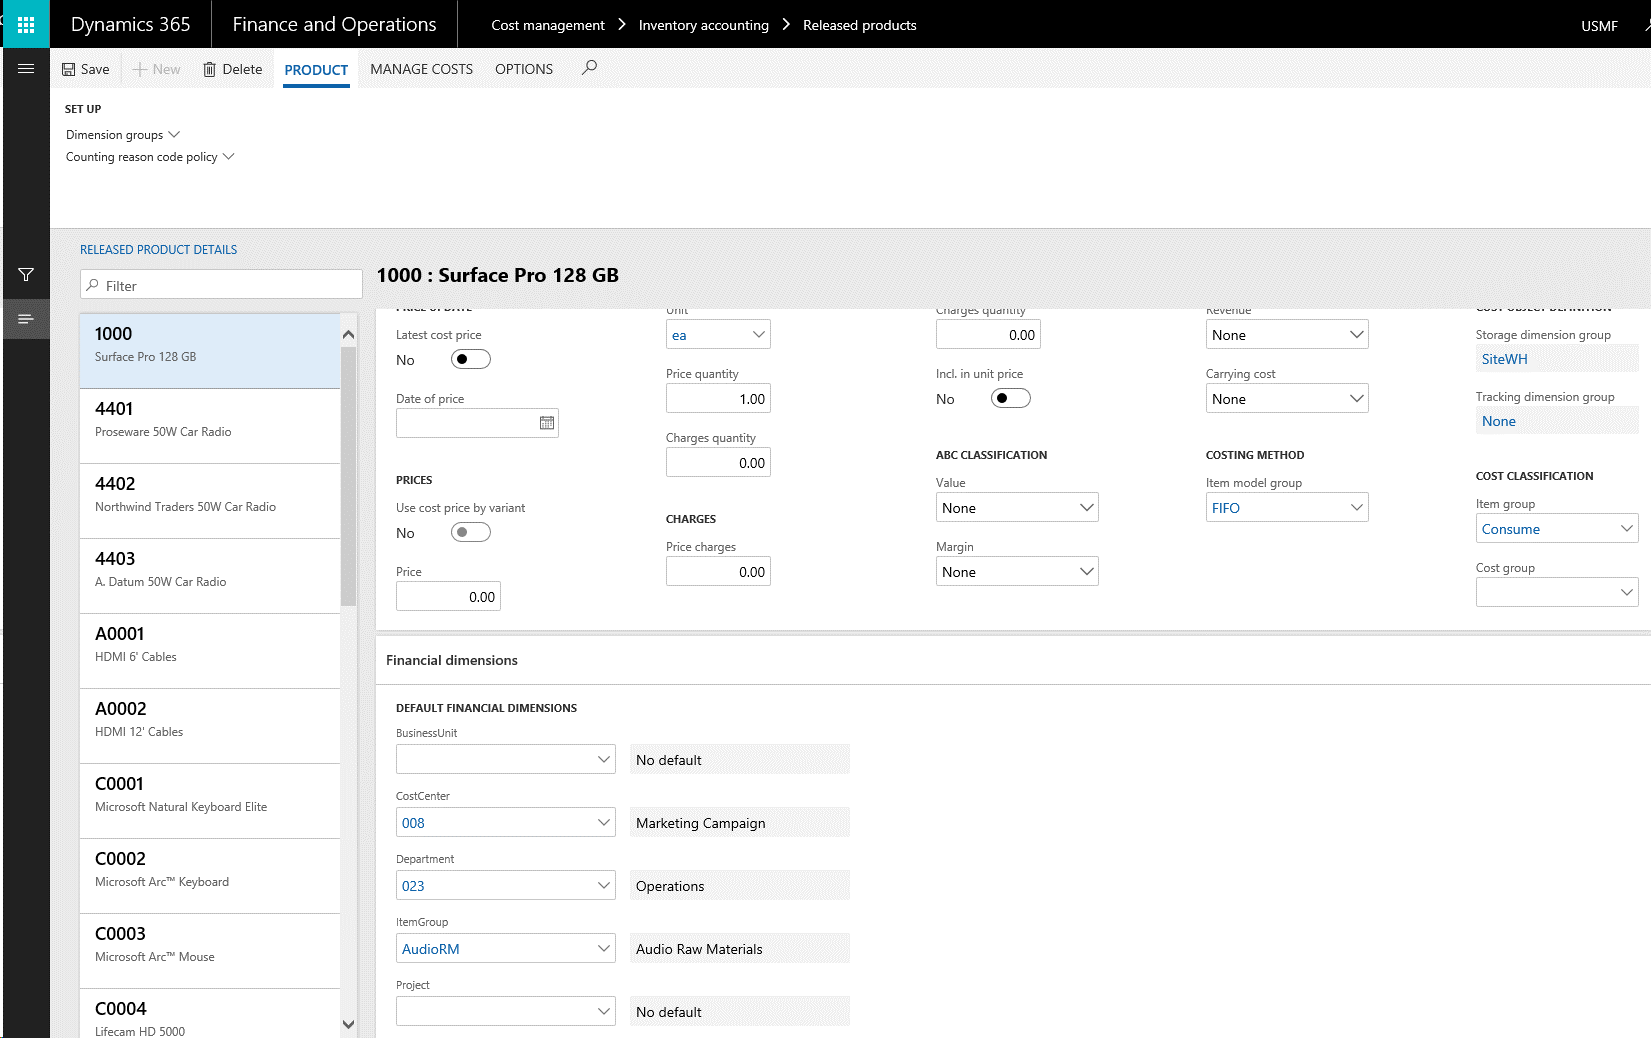 Dynamics 365
Finance and Operations
Cost management > Inventory accounting > Released products
USMF
Save
New
Delete
PRODUCT
MANAGE COSTS
OPTIONS
SET UP
Dimension groups
Counting reason code policy
RELEASED PRODUCT DETAILS
Filter
1000
Surface Pro 128 GB
4401
Proseware 50W Car Radio
4402
Northwind Traders 50W Car Radio
4403
A. Datum 50W Car Radio
A0001
HDMI 6' Cables
A0002
HDMI 12' Cables
C0001
Microsoft Natural Keyboard Elite
C0002
Microsoft Arc™ Keyboard
C0003
Microsoft Arc™ Mouse
C0004
Lifecam HD 5000
1000 : Surface Pro 128 GB
PRICE UPDATE
Latest cost price
No
Date of price
PRICES
Use cost price by variant
No
Price
0.00
Unit
ea
Price quantity
1.00
Charges quantity
0.00
CHARGES
Price charges
0.00
Charges quantity
0.00
Incl. in unit price
No
ABC CLASSIFICATION
Value
None
Margin
None
Revenue
None
Carrying cost
None
COSTING METHOD
Item model group
FIFO
COST OBJECT DEFINITION
Storage dimension group
SiteWH
Tracking dimension group
None
COST CLASSIFICATION
Item group
Consume
Cost group
Financial dimensions
DEFAULT FINANCIAL DIMENSIONS
BusinessUnit
No default
CostCenter
008
Marketing Campaign
Department
023
Operations
ItemGroup
AudioRM
Audio Raw Materials
Project
No default